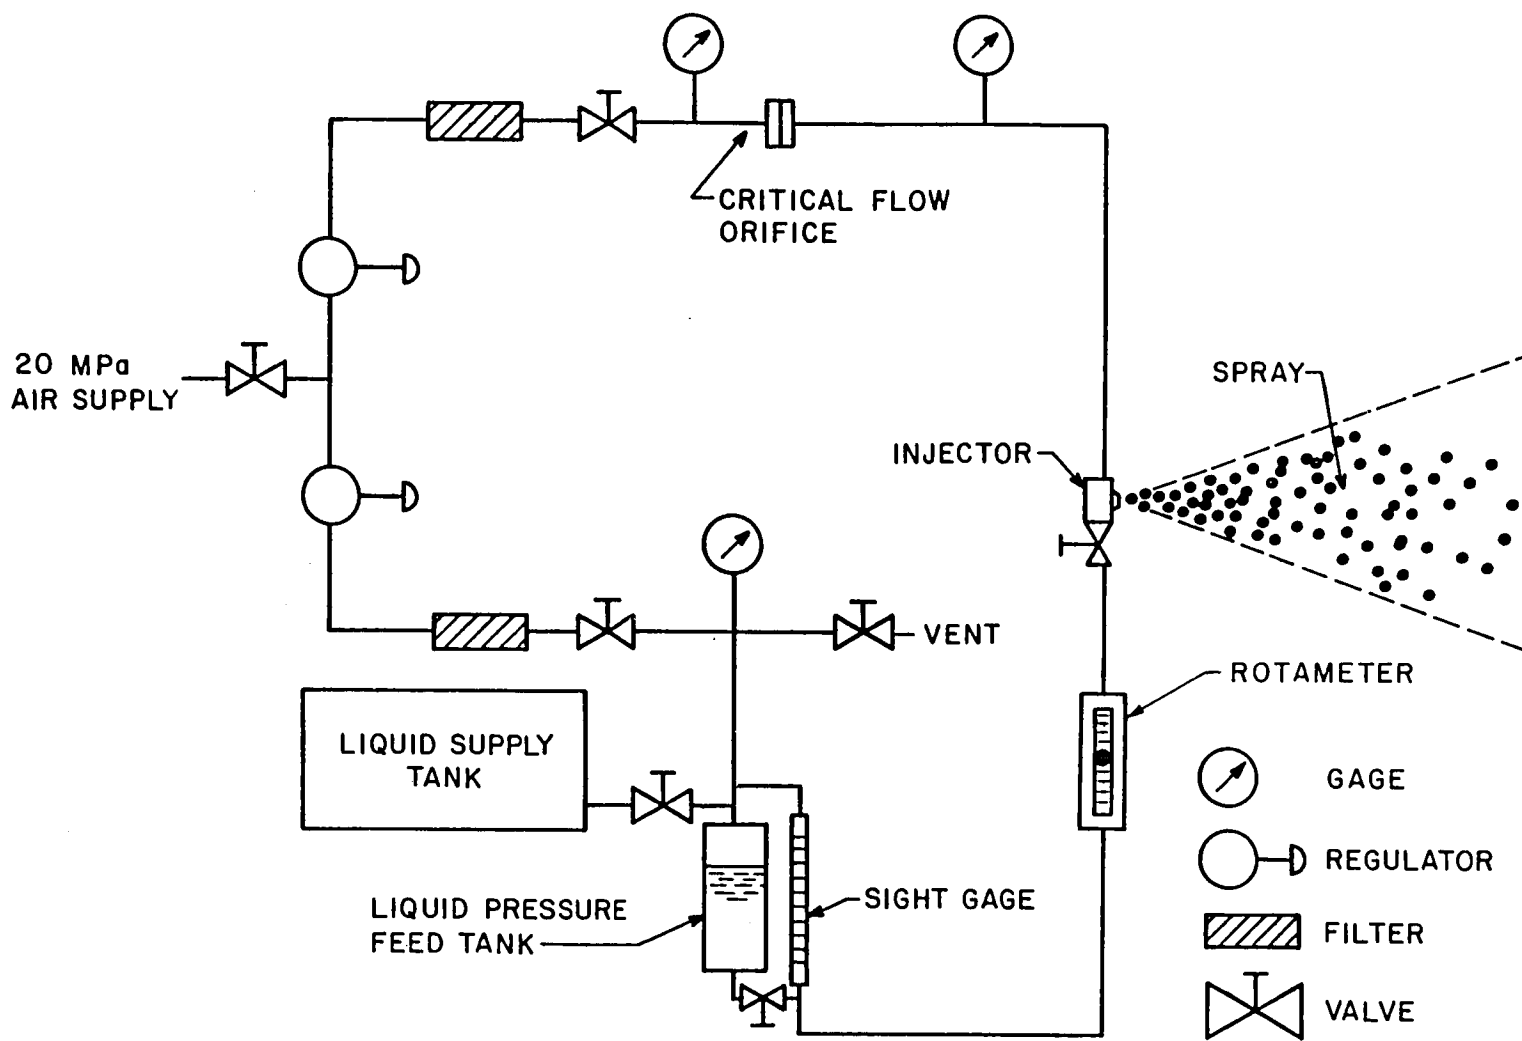 CRITICAL FLOW
ORIFICE
20 MPa
AIR SUPPLY
SPRAY
INJECTOR
VENT
ROTAMETER
LIQUID SUPPLY
TANK
GAGE
REGULATOR
SIGHT GAGE
LIQUID PRESSURE
FEED TANK
FILTER
VALVE